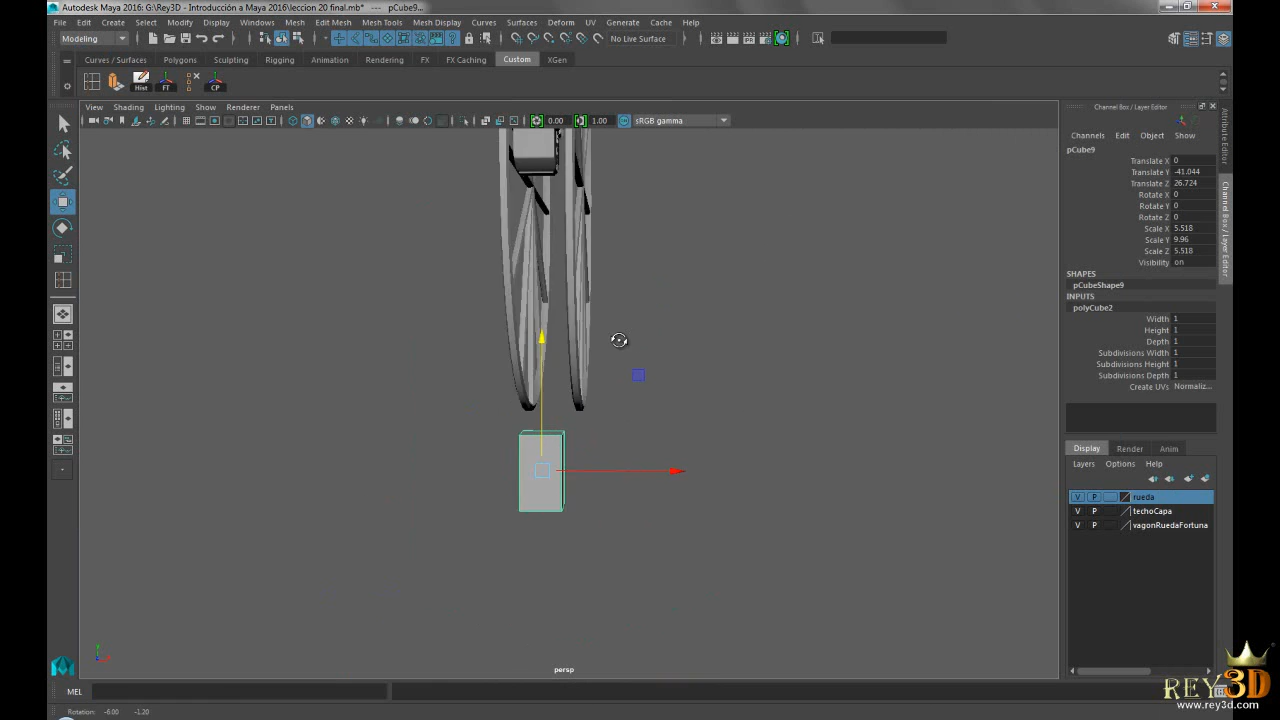 Autodesk Maya 2016: G:\Rey3D - Introducción a Maya 2016\leccion 20 final.mb* --- pCube9...
File Edit Create Select Modify Display Windows Mesh Edit Mesh Mesh Tools Mesh Display Curves Surfaces Deform UV Generate Cache Help
Modeling No Live Surface
Curves / Surfaces Polygons Sculpting Rigging Animation Rendering FX FX Caching Custom XGen
Hist FT CP
View Shading Lighting Show Renderer Panels
0.00 1.00 sRGB gamma
Channel Box / Layer Editor
Channels Edit Object Show
pCube9
Translate X 0
Translate Y -41.044
Translate Z 26.724
Rotate X 0
Rotate Y 0
Rotate Z 0
Scale X 5.518
Scale Y 9.96
Scale Z 5.518
Visibility on
SHAPES
pCubeShape9
INPUTS
polyCube2
Width 1
Height 1
Depth 1
Subdivisions Width 1
Subdivisions Height 1
Subdivisions Depth 1
Create UVs Normaliz...
Attribute Editor
Channel Box / Layer Editor
Display Render Anim
Layers Options Help
V P rueda
V P techoCapa
V P vagonRuedaFortuna
persp
MEL
Rotation: -6.00 -1.20
REY3D
www.rey3d.com